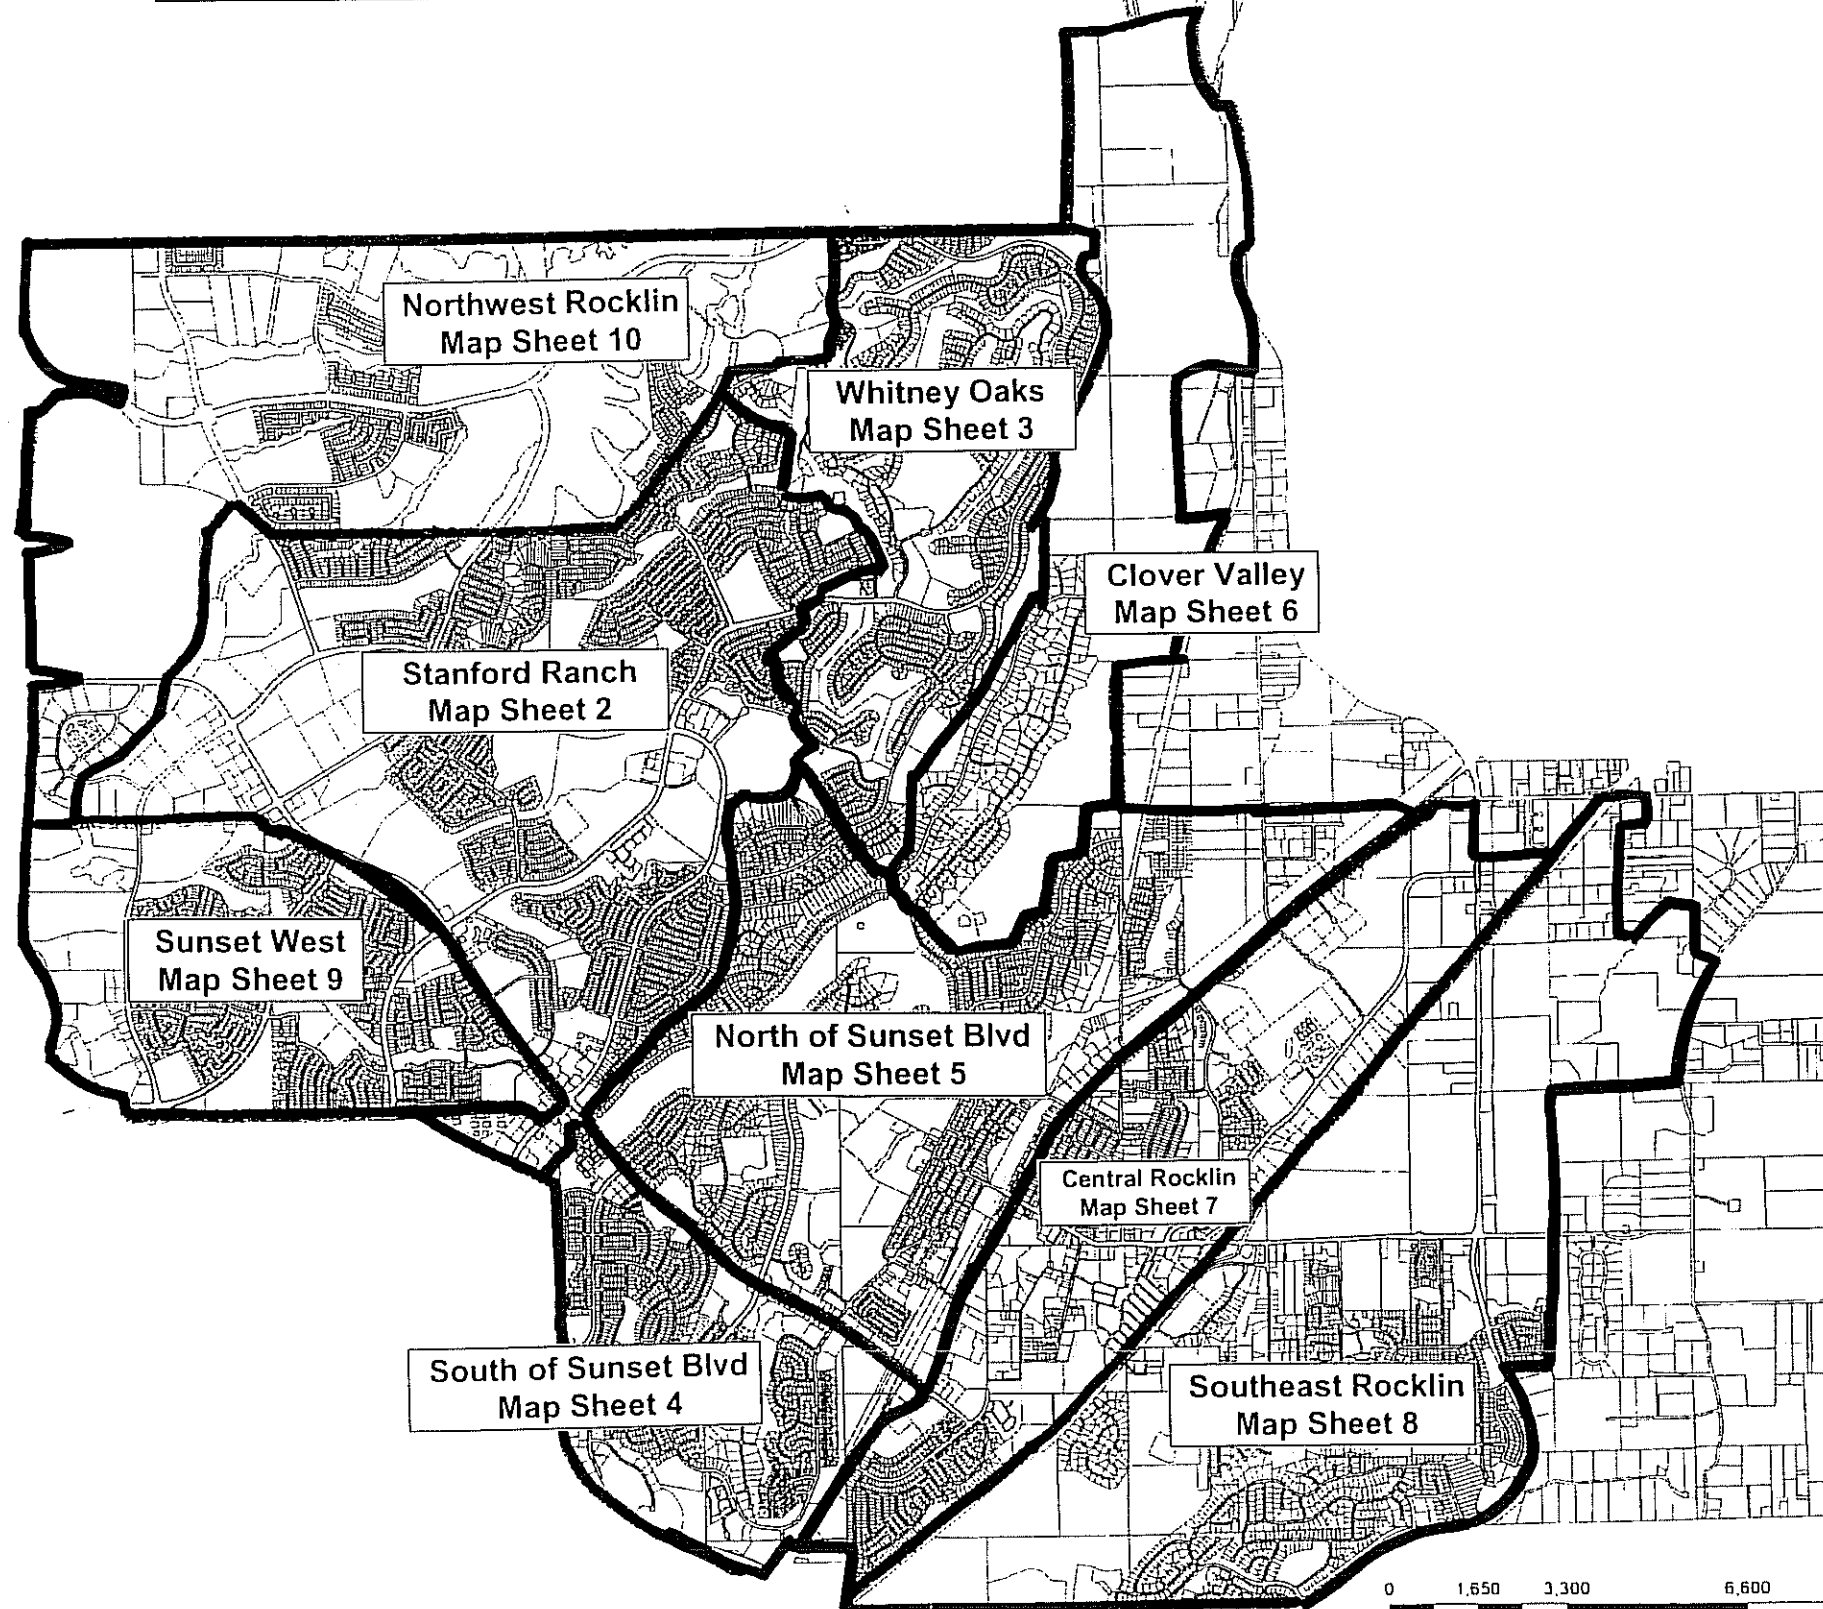 Northwest Rocklin
Map Sheet 10
Whitney Oaks
Map Sheet 3
Clover Valley
Map Sheet 6
Stanford Ranch
Map Sheet 2
Sunset West
Map Sheet 9
North of Sunset Blvd
Map Sheet 5
Central Rocklin
Map Sheet 7
South of Sunset Blvd
Map Sheet 4
Southeast Rocklin
Map Sheet 8
0 1,650 3,300 6,600